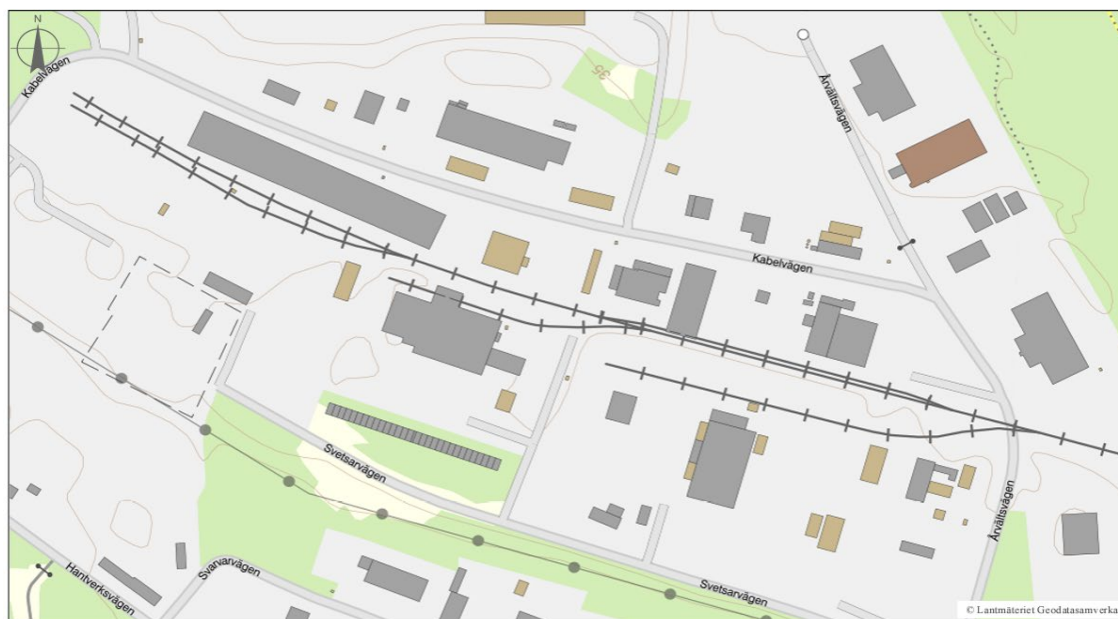 N
Kabelvägen
35
Årvältsvägen
Kabelvägen
Svetsarvägen
Årvältsvägen
Svarvarvägen
Hantverksvägen
Svetsarvägen
© Lantmäteriet Geodatasamverka